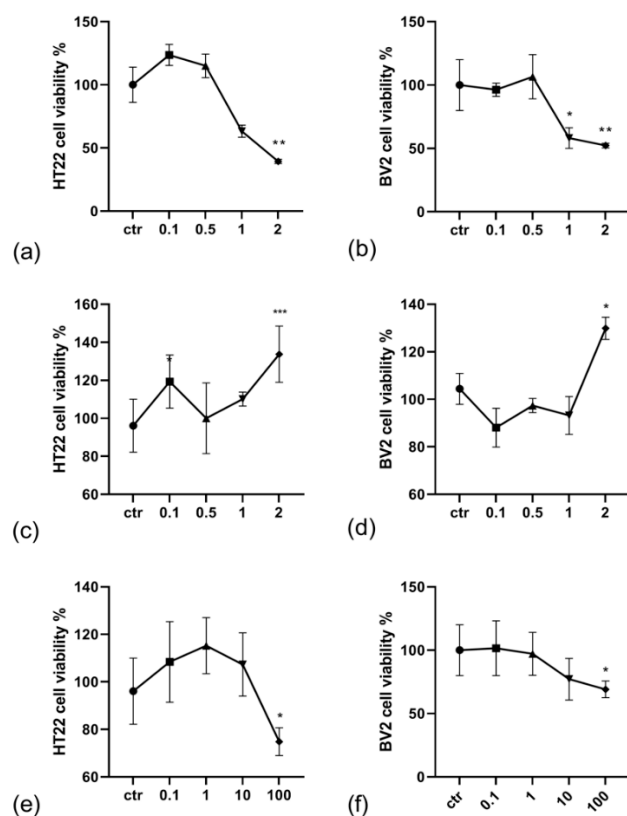 HT22 cell viability %
150
100
50
0
**
ctr 0.1 0.5 1 2
(a)
BV2 cell viability %
150
100
50
0
*
**
ctr 0.1 0.5 1 2
(b)
HT22 cell viability %
160
140
120
100
80
60
*
***
ctr 0.1 0.5 1 2
(c)
BV2 cell viability %
140
120
100
80
60
*
ctr 0.1 0.5 1 2
(d)
HT22 cell viability %
140
120
100
80
60
*
ctr 0.1 1 10 100
(e)
BV2 cell viability %
150
100
50
0
*
ctr 0.1 1 10 100
(f)